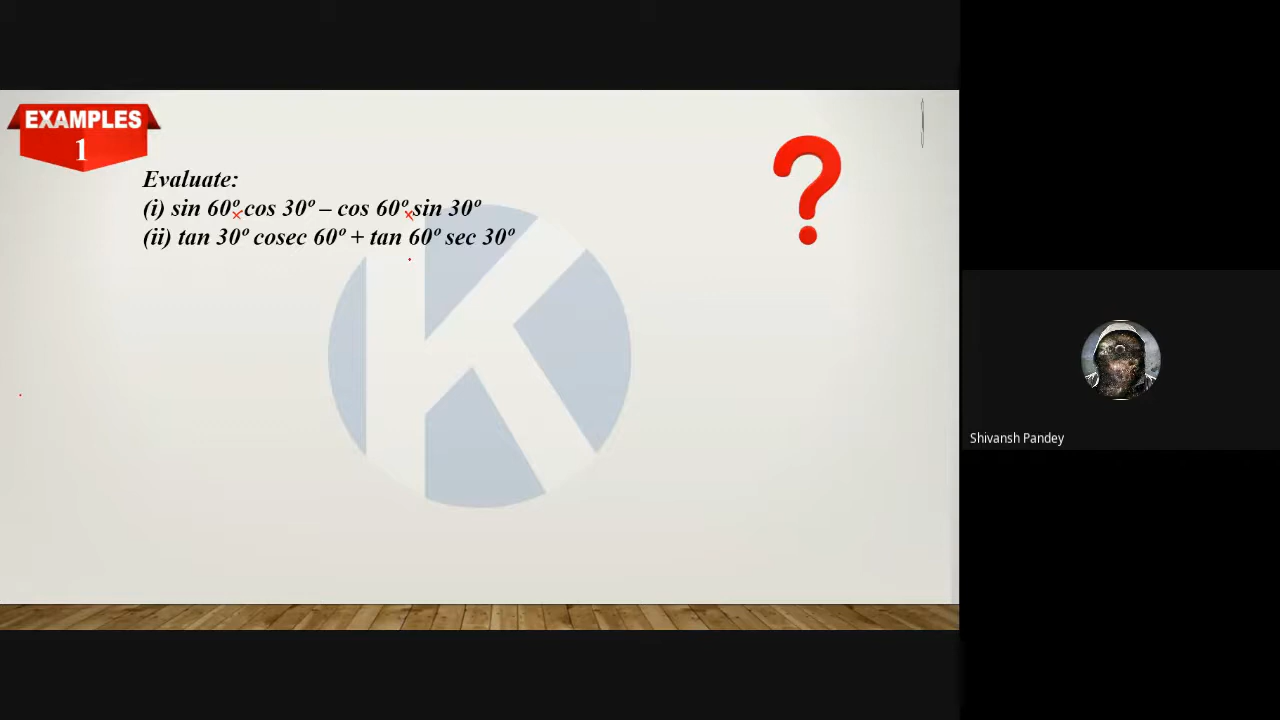 EXAMPLES
1
Evaluate:
(i) sin 60º × cos 30º – cos 60º × sin 30º
(ii) tan 30º cosec 60º + tan 60º sec 30º
?
K
Shivansh Pandey